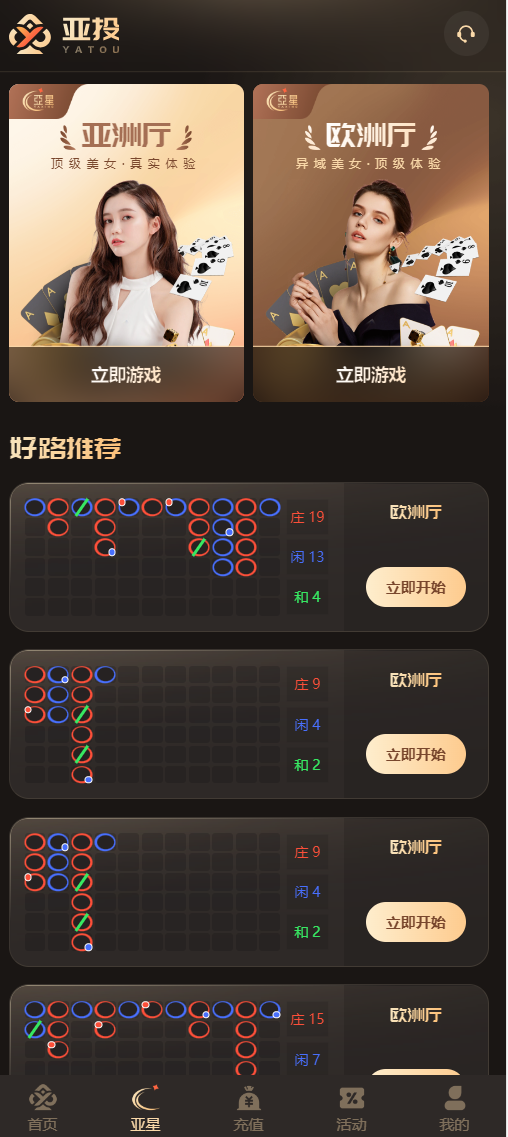 亚投
YATOU
亞星
亚洲厅
顶级美女·真实体验
立即游戏
亞星
欧洲厅
异域美女·顶级体验
立即游戏
好路推荐
庄 19
闲 13
和 4
欧洲厅
立即开始
庄 9
闲 4
和 2
欧洲厅
立即开始
庄 9
闲 4
和 2
欧洲厅
立即开始
庄 15
闲 7
欧洲厅
首页
亚星
充值
活动
我的